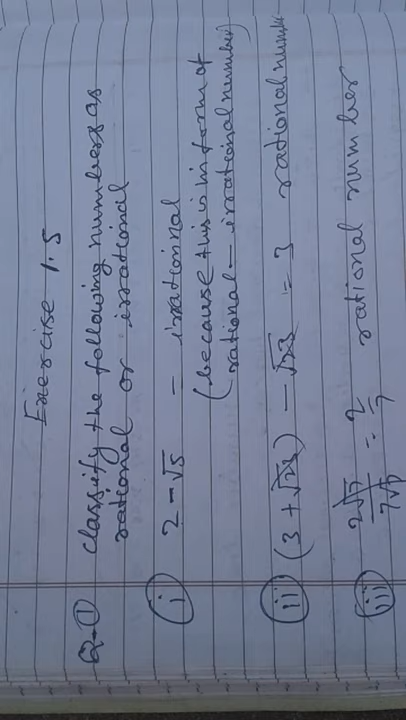 Exercise 1.5
Q-① Classify the following numbers as
rational or irrational
(i) 2 - √5 - irrational
(because this is in form of
rational - irrational number)
(ii) (3 + √23) - √23 = 3 rational number
(iii) 2√7 / 7√7 = 2/7 rational number